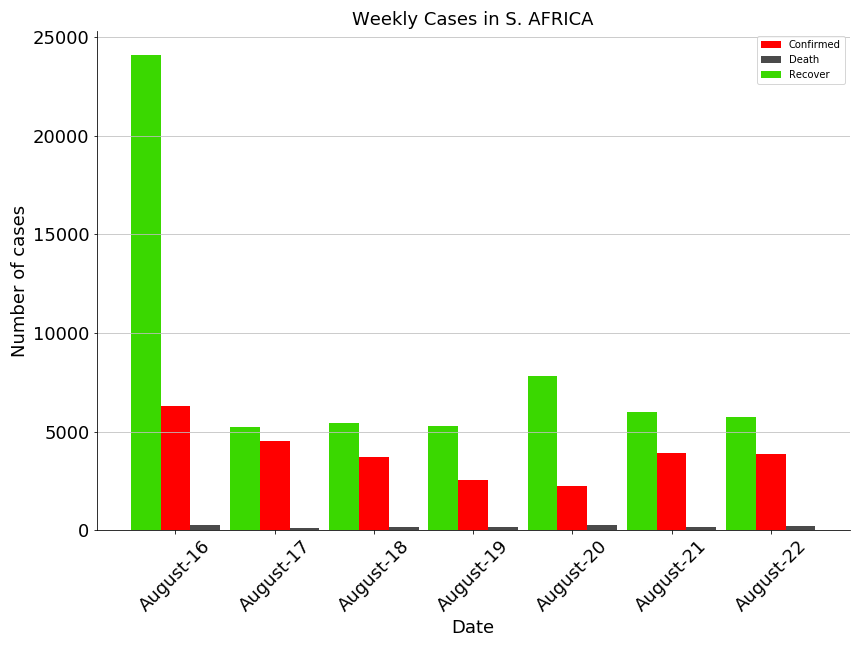 Weekly Cases in S. AFRICA
Confirmed
Death
Recover
Number of cases
25000
20000
15000
10000
5000
0
August-16
August-17
August-18
August-19
August-20
August-21
August-22
Date